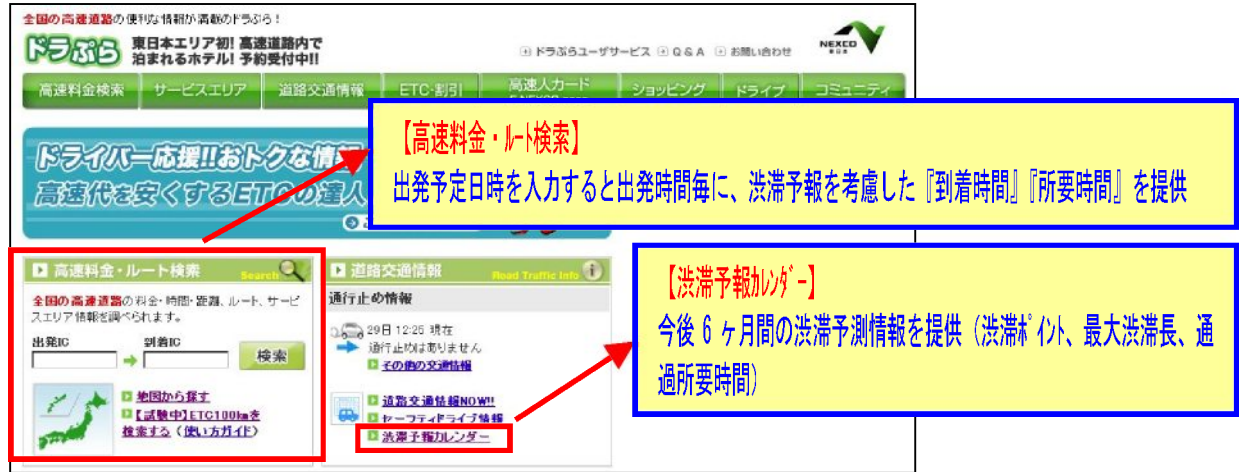 全国の高速道路の便利な情報が満載のドラぷら！
ドラぷら
東日本エリア初! 高速道路内で
泊まれるホテル! 予約受付中!!
ドラぷらユーザサービス Q&A お問い合わせ
NEXCO
高速料金検索 サービスエリア 道路交通情報 ETC・割引 高速人カード ショッピング ドライブ コミュニティ
ドライバー応援!!おトクな情報
高速代を安くするETCの達人
【高速料金・ルート検索】
出発予定日時を入力すると出発時間毎に、渋滞予報を考慮した『到着時間』『所要時間』を提供
高速料金・ルート検索 Search
全国の高速道路の料金・時間・距離、ルート、サービ
スエリア情報を調べられます。
出発IC 到着IC
検索
地図から探す
【試験中】ETC100kmを
検索する（使い方ガイド）
道路交通情報 Road Traffic Info
通行止め情報
29日 12:25 現在
通行止めはありません
その他の交通情報
道路交通情報NOW!!
セーフティドライブ情報
渋滞予報カレンダー
【渋滞予報ｶﾚﾝﾀﾞｰ】
今後 6 ヶ月間の渋滞予測情報を提供（渋滞ﾎﾟｲﾝﾄ、最大渋滞長、通
過所要時間）